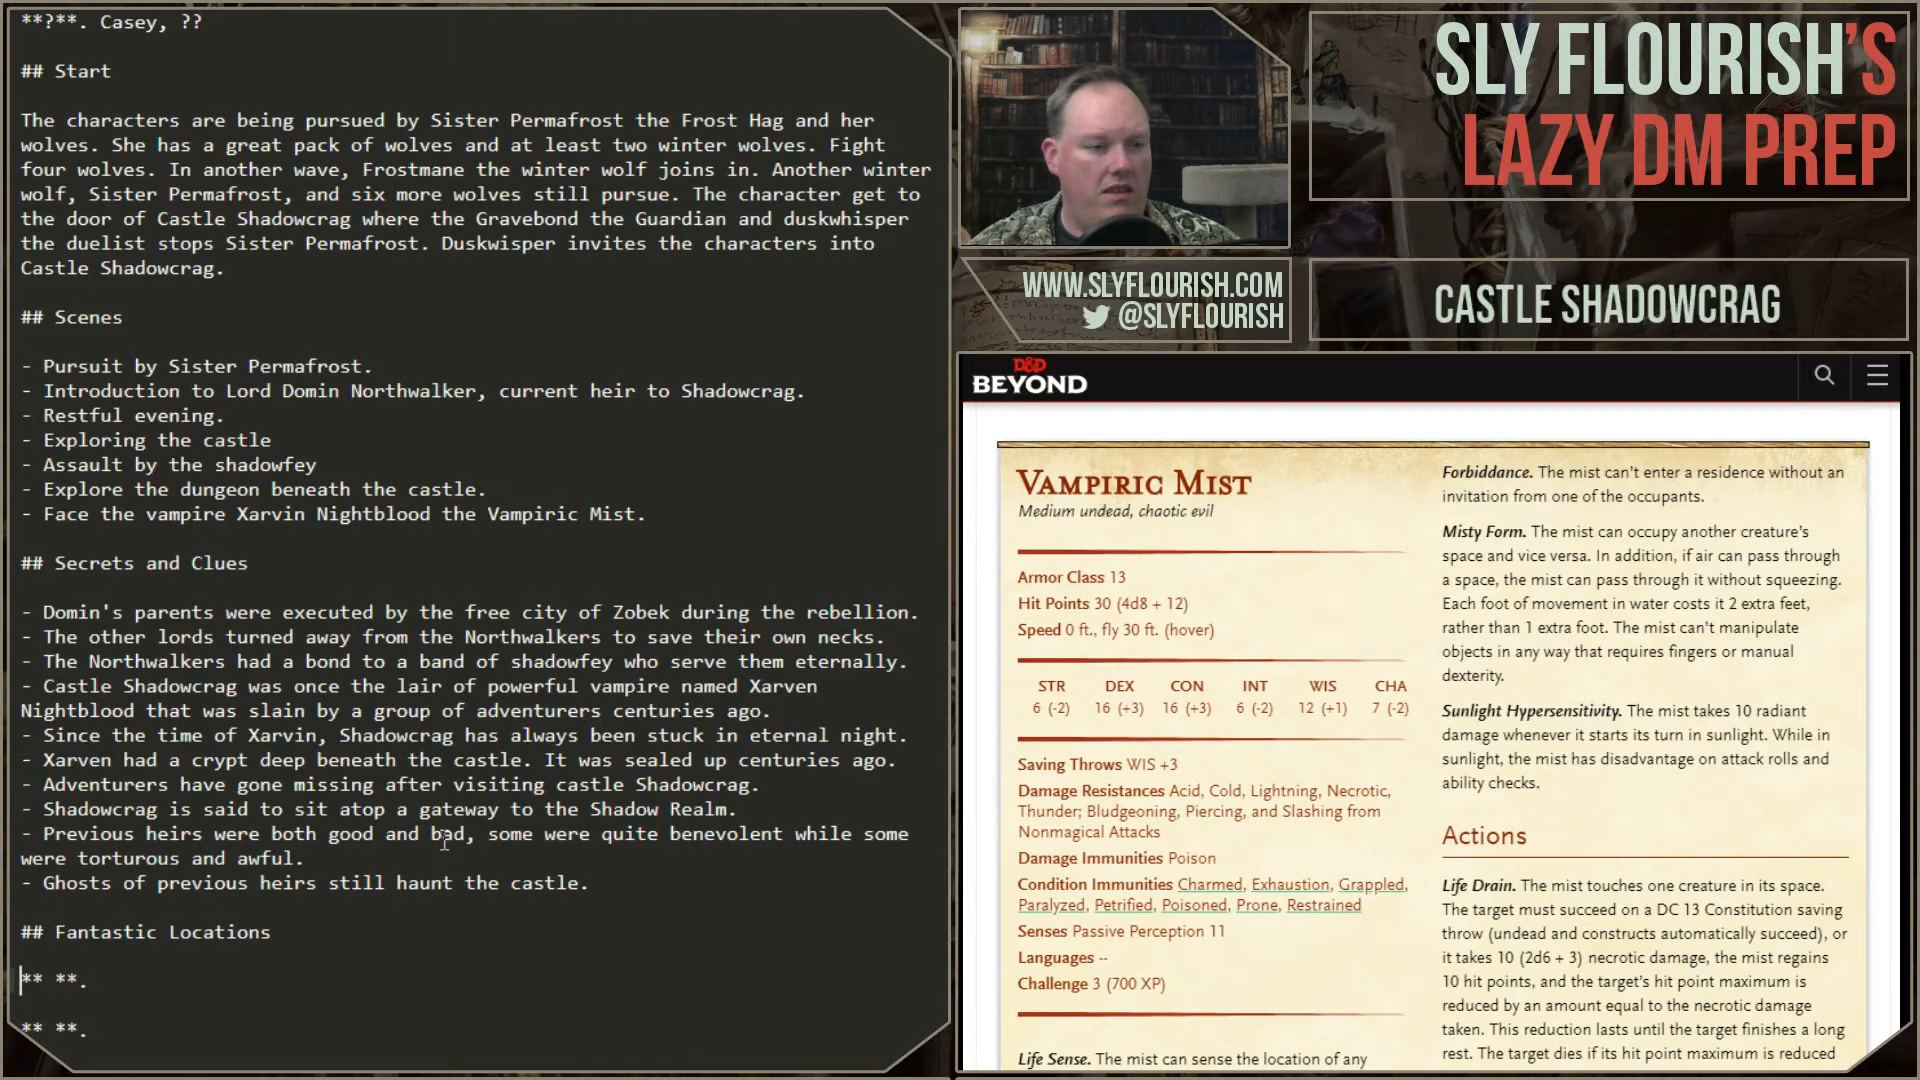 **?**. Casey, ??
## Start
The characters are being pursued by Sister Permafrost the Frost Hag and her
wolves. She has a great pack of wolves and at least two winter wolves. Fight
four wolves. In another wave, Frostmane the winter wolf joins in. Another winter
wolf, Sister Permafrost, and six more wolves still pursue. The character get to
the door of Castle Shadowcrag where the Gravebond the Guardian and duskwhisper
the duelist stops Sister Permafrost. Duskwisper invites the characters into
Castle Shadowcrag.
## Scenes
- Pursuit by Sister Permafrost.
- Introduction to Lord Domin Northwalker, current heir to Shadowcrag.
- Restful evening.
- Exploring the castle
- Assault by the shadowfey
- Explore the dungeon beneath the castle.
- Face the vampire Xarvin Nightblood the Vampiric Mist.
## Secrets and Clues
- Domin's parents were executed by the free city of Zobek during the rebellion.
- The other lords turned away from the Northwalkers to save their own necks.
- The Northwalkers had a bond to a band of shadowfey who serve them eternally.
- Castle Shadowcrag was once the lair of powerful vampire named Xarven
Nightblood that was slain by a group of adventurers centuries ago.
- Since the time of Xarvin, Shadowcrag has always been stuck in eternal night.
- Xarven had a crypt deep beneath the castle. It was sealed up centuries ago.
- Adventurers have gone missing after visiting castle Shadowcrag.
- Shadowcrag is said to sit atop a gateway to the Shadow Realm.
- Previous heirs were both good and bad, some were quite benevolent while some
were torturous and awful.
- Ghosts of previous heirs still haunt the castle.
## Fantastic Locations
** **.
** **.
SLY FLOURISH'S
LAZY DM PREP
WWW.SLYFLOURISH.COM
@SLYFLOURISH
CASTLE SHADOWCRAG
D&D
BEYOND
VAMPIRIC MIST
Medium undead, chaotic evil
Armor Class 13
Hit Points 30 (4d8 + 12)
Speed 0 ft., fly 30 ft. (hover)
STR DEX CON INT WIS CHA
6 (-2) 16 (+3) 16 (+3) 6 (-2) 12 (+1) 7 (-2)
Saving Throws WIS +3
Damage Resistances Acid, Cold, Lightning, Necrotic,
Thunder; Bludgeoning, Piercing, and Slashing from
Nonmagical Attacks
Damage Immunities Poison
Condition Immunities Charmed, Exhaustion, Grappled,
Paralyzed, Petrified, Poisoned, Prone, Restrained
Senses Passive Perception 11
Languages --
Challenge 3 (700 XP)
Life Sense. The mist can sense the location of any
Forbiddance. The mist can't enter a residence without an
invitation from one of the occupants.
Misty Form. The mist can occupy another creature's
space and vice versa. In addition, if air can pass through
a space, the mist can pass through it without squeezing.
Each foot of movement in water costs it 2 extra feet,
rather than 1 extra foot. The mist can't manipulate
objects in any way that requires fingers or manual
dexterity.
Sunlight Hypersensitivity. The mist takes 10 radiant
damage whenever it starts its turn in sunlight. While in
sunlight, the mist has disadvantage on attack rolls and
ability checks.
Actions
Life Drain. The mist touches one creature in its space.
The target must succeed on a DC 13 Constitution saving
throw (undead and constructs automatically succeed), or
it takes 10 (2d6 + 3) necrotic damage, the mist regains
10 hit points, and the target's hit point maximum is
reduced by an amount equal to the necrotic damage
taken. This reduction lasts until the target finishes a long
rest. The target dies if its hit point maximum is reduced